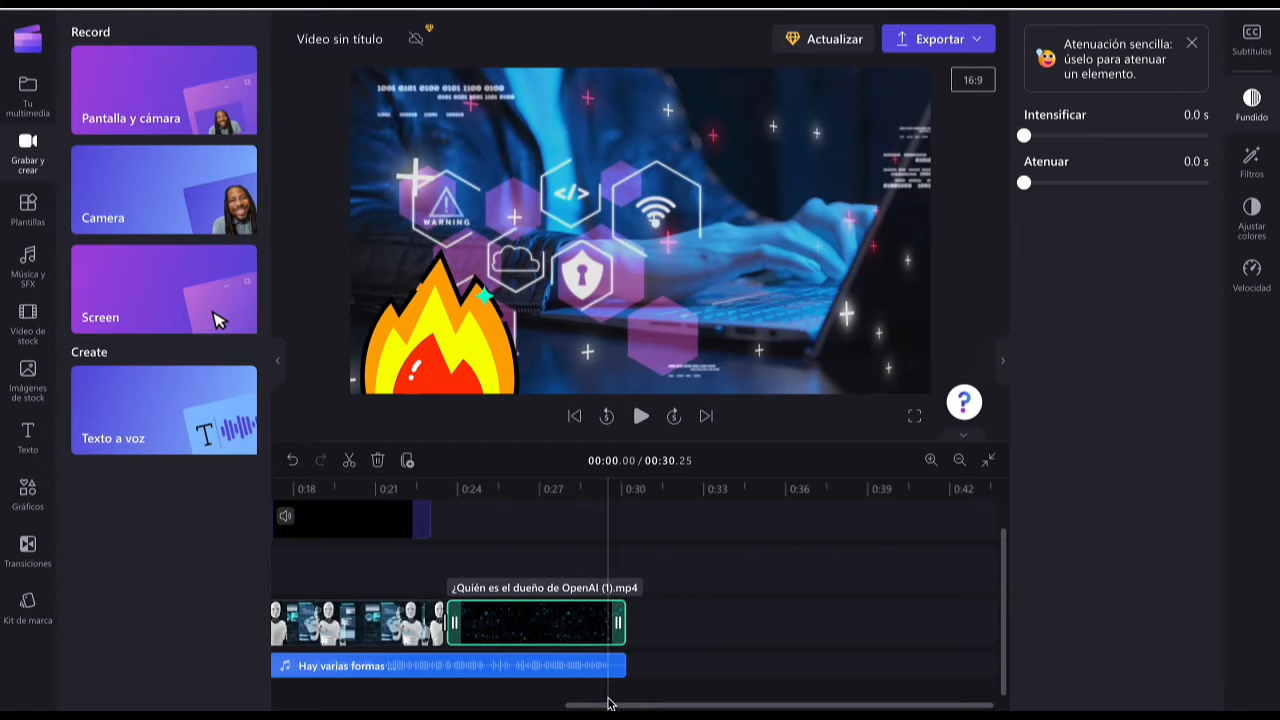 Record
Pantalla y cámara
Camera
Screen
Create
Texto a voz
Tu
multimedia
Grabar y
crear
Plantillas
Música y
SFX
Vídeo de
stock
Imágenes
de stock
Texto
Gráficos
Transiciones
Kit de marca
Vídeo sin título
Actualizar
Exportar
16:9
WARNING
</>
5
5
?
00:00.00 / 00:30.25
0:18
0:21
0:24
0:27
0:30
0:33
0:36
0:39
0:42
¿Quién es el dueño de OpenAI (1).mp4
Hay varias formas ...
Atenuación sencilla:
úselo para atenuar
un elemento.
Intensificar 0.0 s
Atenuar 0.0 s
CC
Subtítulos
Fundido
Filtros
Ajustar
colores
Velocidad
T